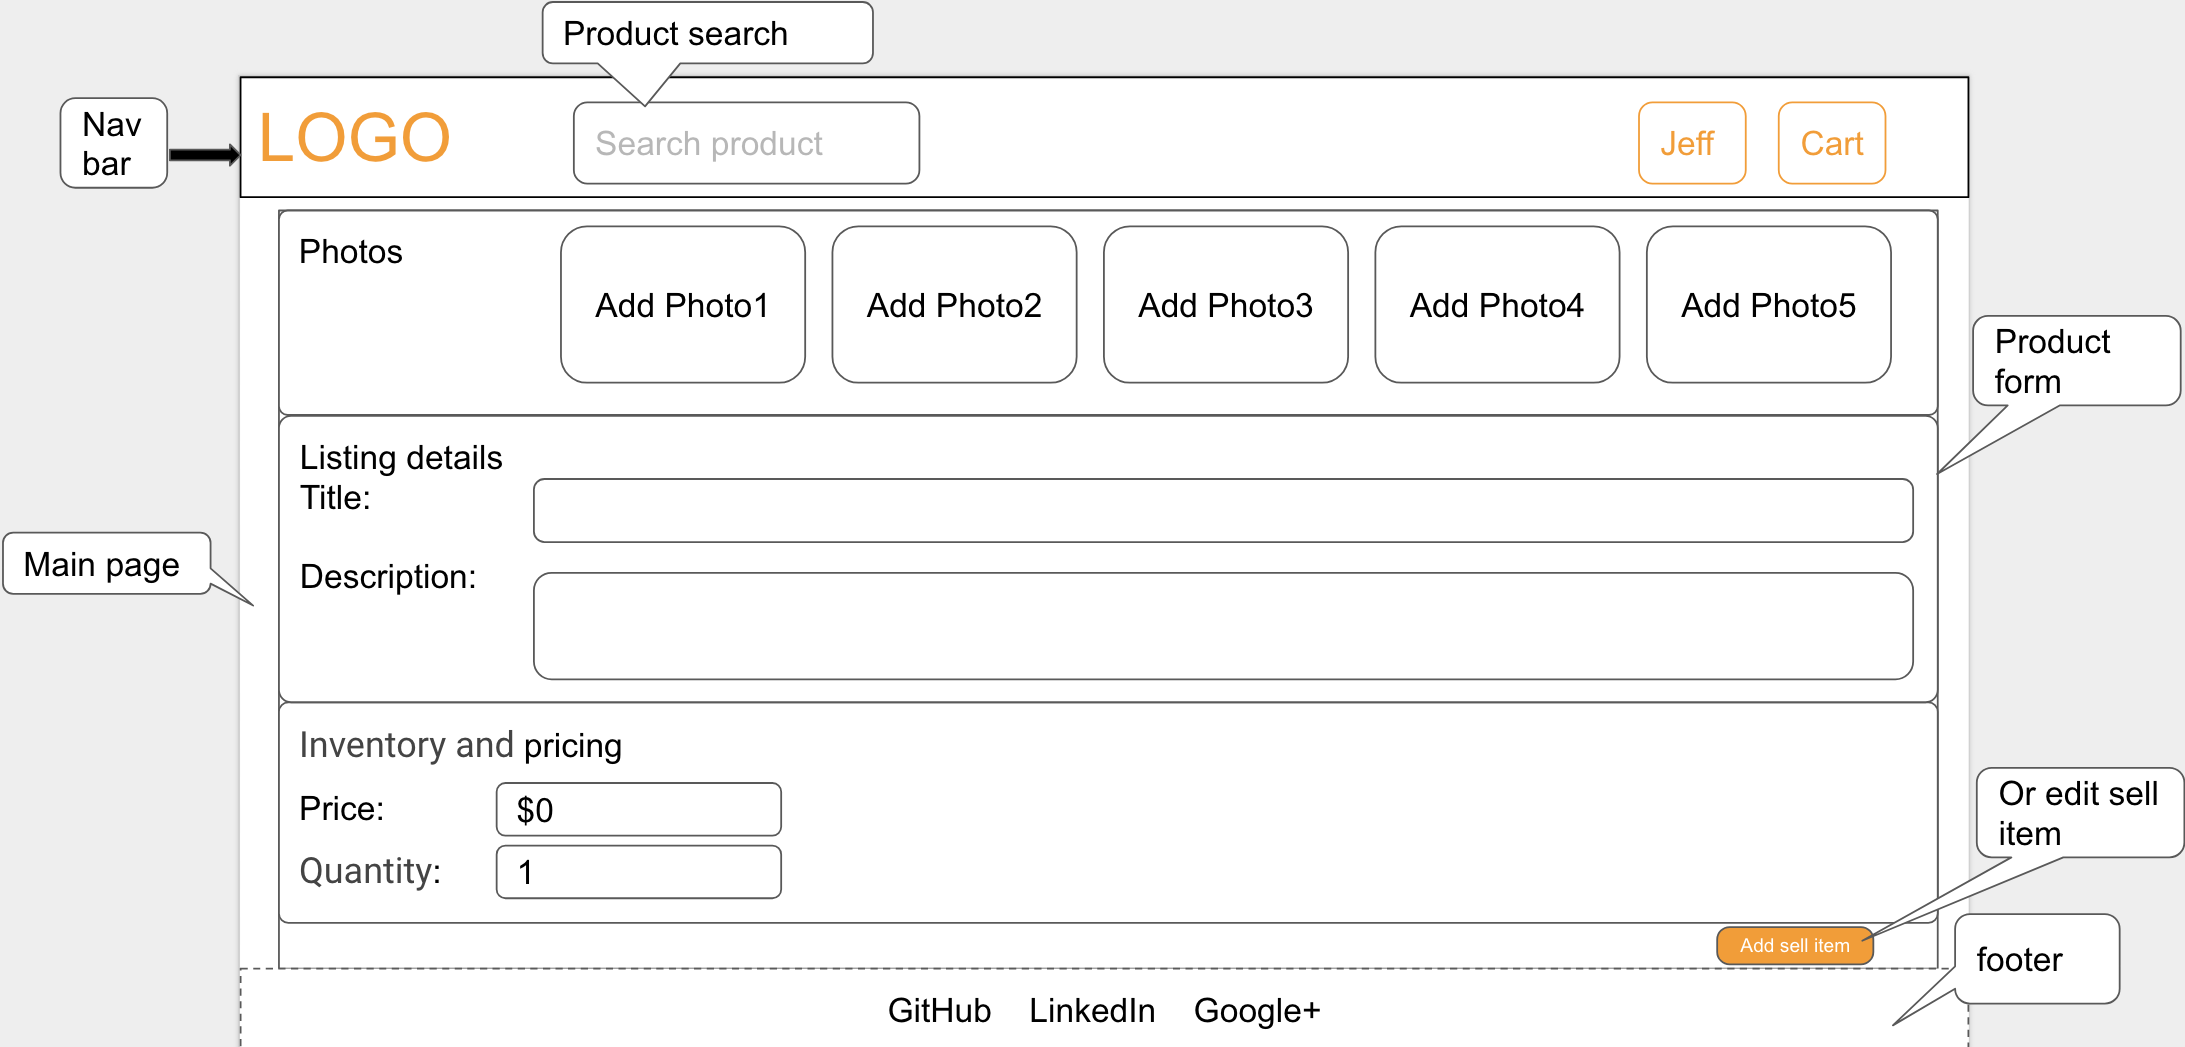 Product search
Nav
bar
LOGO
Search product
Jeff
Cart
Photos
Add Photo1
Add Photo2
Add Photo3
Add Photo4
Add Photo5
Product
form
Listing details
Title:
Main page
Description:
Inventory and pricing
Price:
$0
Quantity:
1
Or edit sell
item
Add sell item
footer
GitHub
LinkedIn
Google+